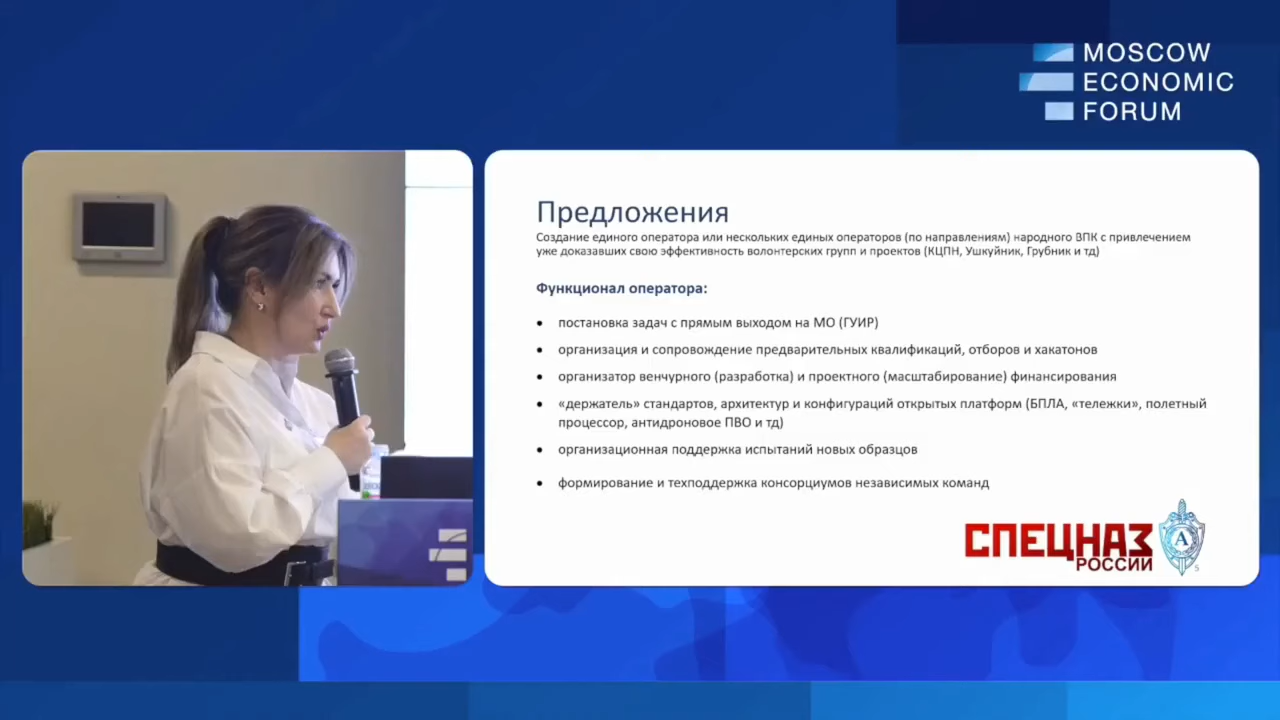 MOSCOW
ECONOMIC
FORUM
Предложения
Создание единого оператора или нескольких единых операторов (по направлениям) народного ВПК с привлечением
уже доказавших свою эффективность волонтерских групп и проектов (КЦПН, Ушкуйник, Грубник и тд)
Функционал оператора:
• постановка задач с прямым выходом на МО (ГУИР)
• организация и сопровождение предварительных квалификаций, отборов и хакатонов
• организатор венчурного (разработка) и проектного (масштабирование) финансирования
• «держатель» стандартов, архитектур и конфигураций открытых платформ (БПЛА, «тележки», полетный
процессор, антидроновое ПВО и тд)
• организационная поддержка испытаний новых образцов
• формирование и техподдержка консорциумов независимых команд
СПЕЦНАЗ
РОССИИ
А
5